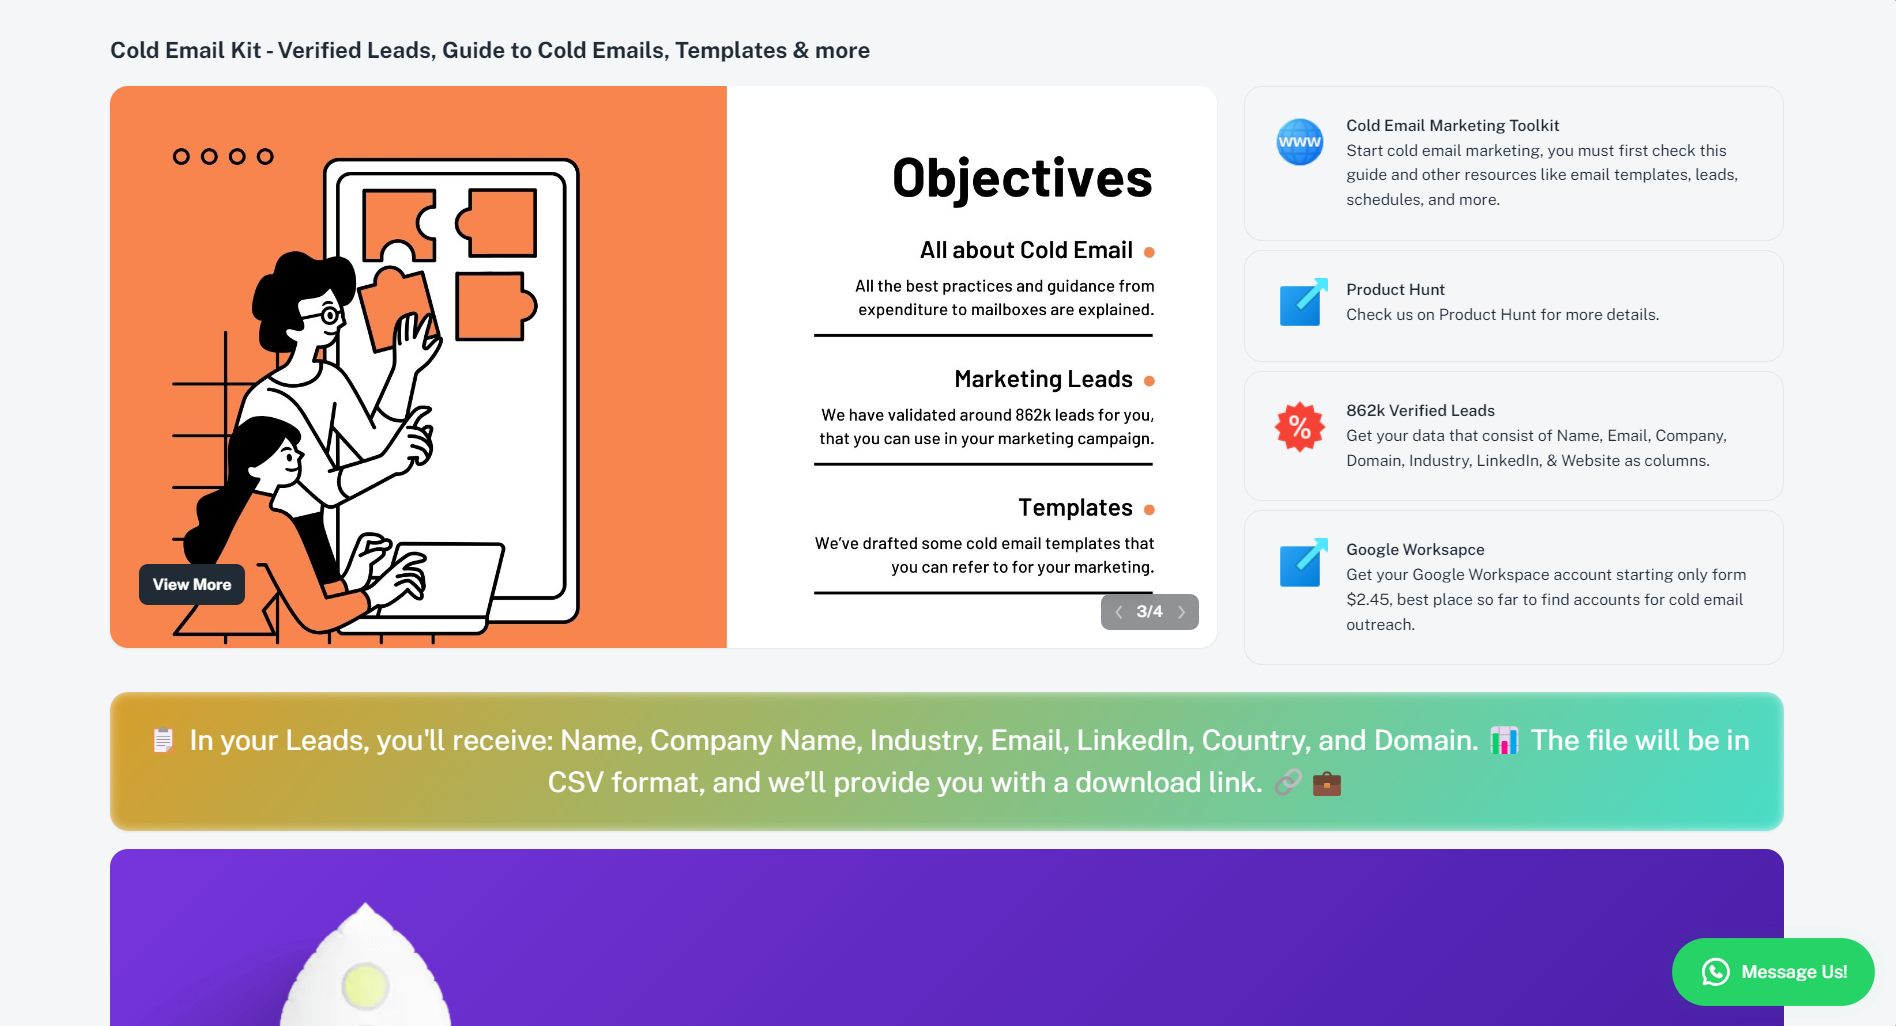 Cold Email Kit - Verified Leads, Guide to Cold Emails, Templates & more
Objectives
All about Cold Email
All the best practices and guidance from
expenditure to mailboxes are explained.
Marketing Leads
We have validated around 862k leads for you,
that you can use in your marketing campaign.
Templates
We've drafted some cold email templates that
you can refer to for your marketing.
View More
3/4
www
Cold Email Marketing Toolkit
Start cold email marketing, you must first check this
guide and other resources like email templates, leads,
schedules, and more.
Product Hunt
Check us on Product Hunt for more details.
%
862k Verified Leads
Get your data that consist of Name, Email, Company,
Domain, Industry, LinkedIn, & Website as columns.
Google Worksapce
Get your Google Workspace account starting only form
$2.45, best place so far to find accounts for cold email
outreach.
📋 In your Leads, you'll receive: Name, Company Name, Industry, Email, LinkedIn, Country, and Domain. 📊 The file will be in
CSV format, and we’ll provide you with a download link. 🔗 💼
Message Us!